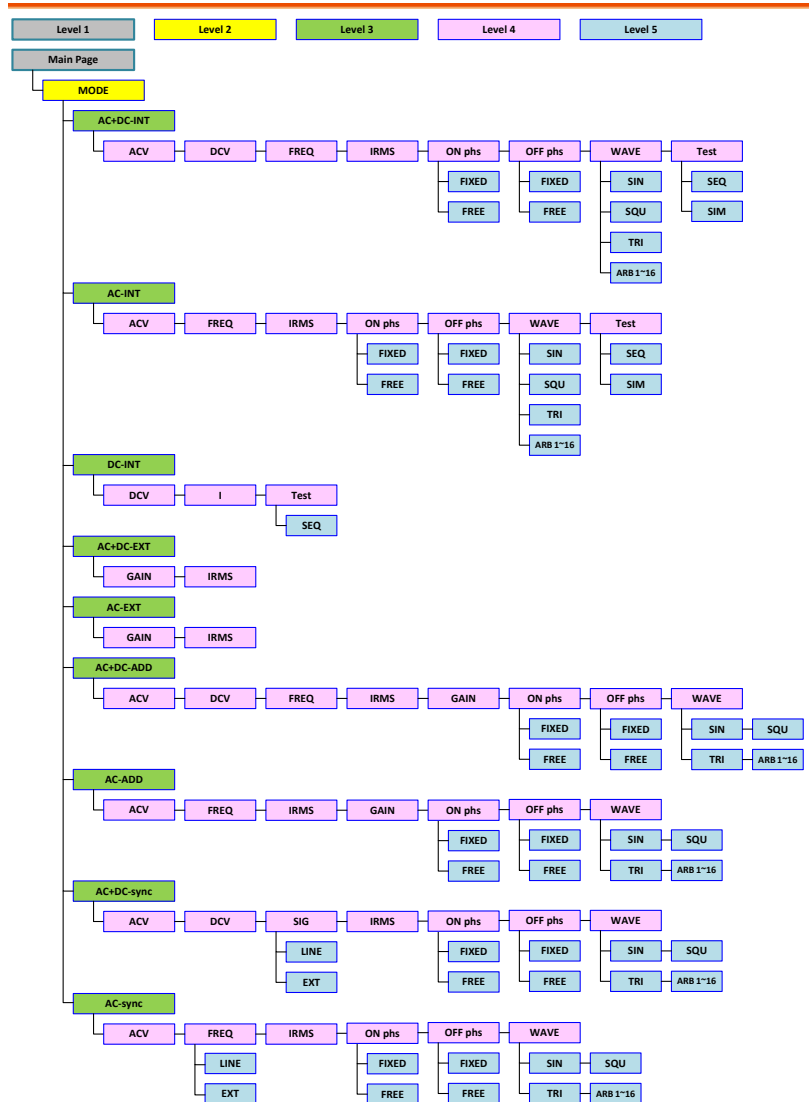 Level 1 Level 2 Level 3 Level 4 Level 5
Main Page
MODE
AC+DC-INT
ACV DCV FREQ IRMS ON phs OFF phs WAVE Test
FIXED FIXED SIN SEQ
FREE FREE SQU SIM
TRI
ARB 1~16
AC-INT
ACV FREQ IRMS ON phs OFF phs WAVE Test
FIXED FIXED SIN SEQ
FREE FREE SQU SIM
TRI
ARB 1~16
DC-INT
DCV I Test
SEQ
AC+DC-EXT
GAIN IRMS
AC-EXT
GAIN IRMS
AC+DC-ADD
ACV DCV FREQ IRMS GAIN ON phs OFF phs WAVE
FIXED FIXED SIN SQU
FREE FREE TRI ARB 1~16
AC-ADD
ACV FREQ IRMS GAIN ON phs OFF phs WAVE
FIXED FIXED SIN SQU
FREE FREE TRI ARB 1~16
AC+DC-sync
ACV DCV SIG IRMS ON phs OFF phs WAVE
LINE FIXED FIXED SIN SQU
EXT FREE FREE TRI ARB 1~16
AC-sync
ACV FREQ IRMS ON phs OFF phs WAVE
LINE FIXED FIXED SIN SQU
EXT FREE FREE TRI ARB 1~16